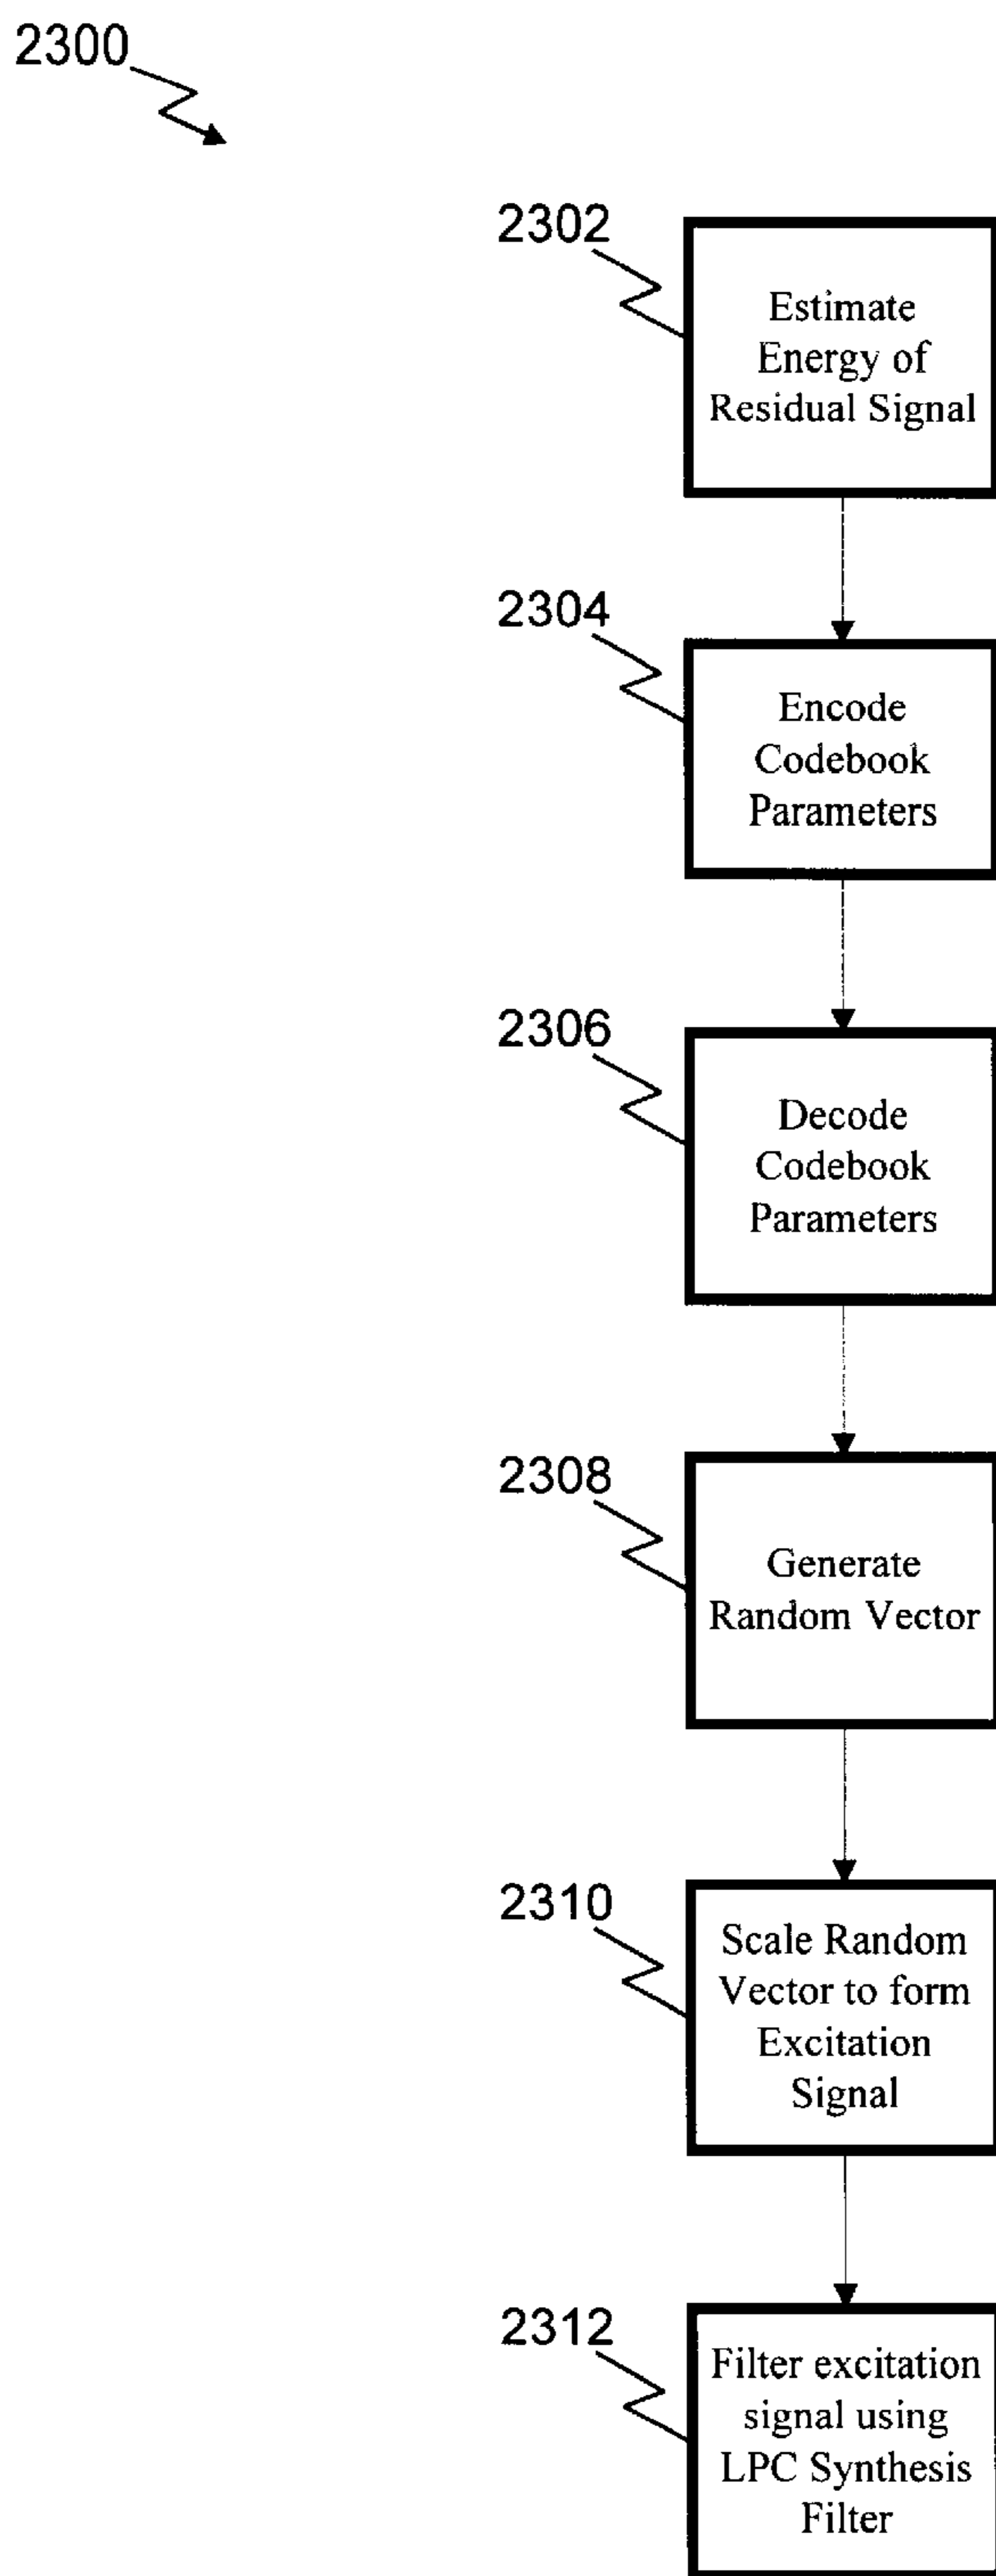 2300
2302
Estimate
Energy of
Residual Signal
2304
Encode
Codebook
Parameters
2306
Decode
Codebook
Parameters
2308
Generate
Random Vector
2310
Scale Random
Vector to form
Excitation
Signal
2312
Filter excitation
signal using
LPC Synthesis
Filter